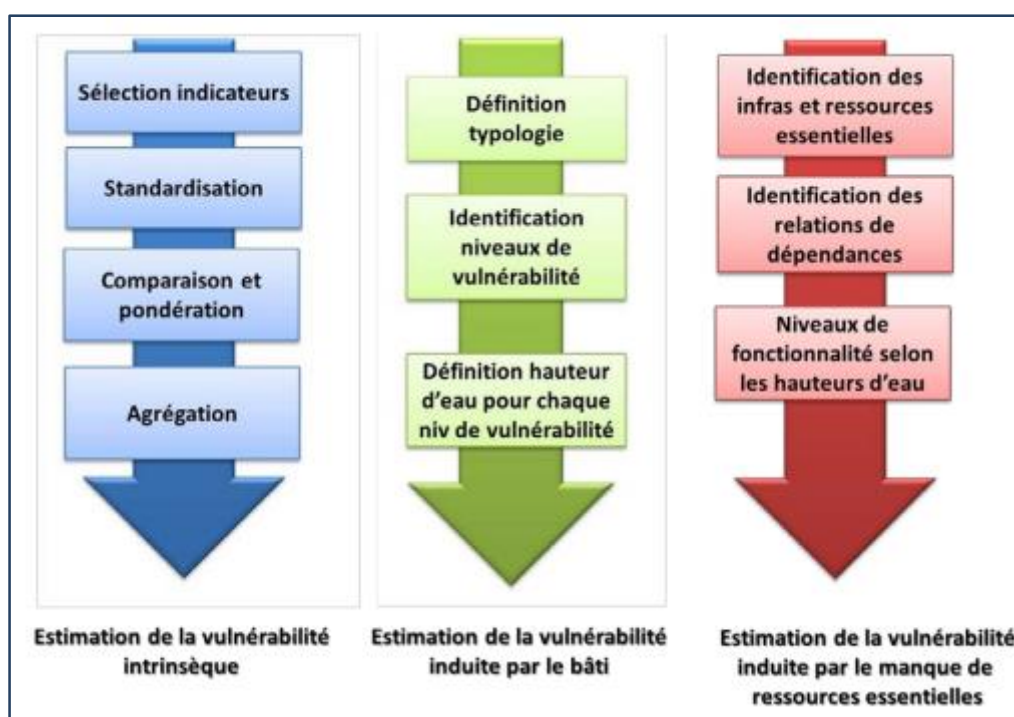 Sélection indicateurs
Standardisation
Comparaison et
pondération
Agrégation
Estimation de la vulnérabilité
intrinsèque
Définition
typologie
Identification
niveaux de
vulnérabilité
Définition hauteur
d'eau pour chaque
niv de vulnérabilité
Estimation de la vulnérabilité
induite par le bâti
Identification des
infras et ressources
essentielles
Identification des
relations de
dépendances
Niveaux de
fonctionnalité selon
les hauteurs d'eau
Estimation de la vulnérabilité
induite par le manque de
ressources essentielles